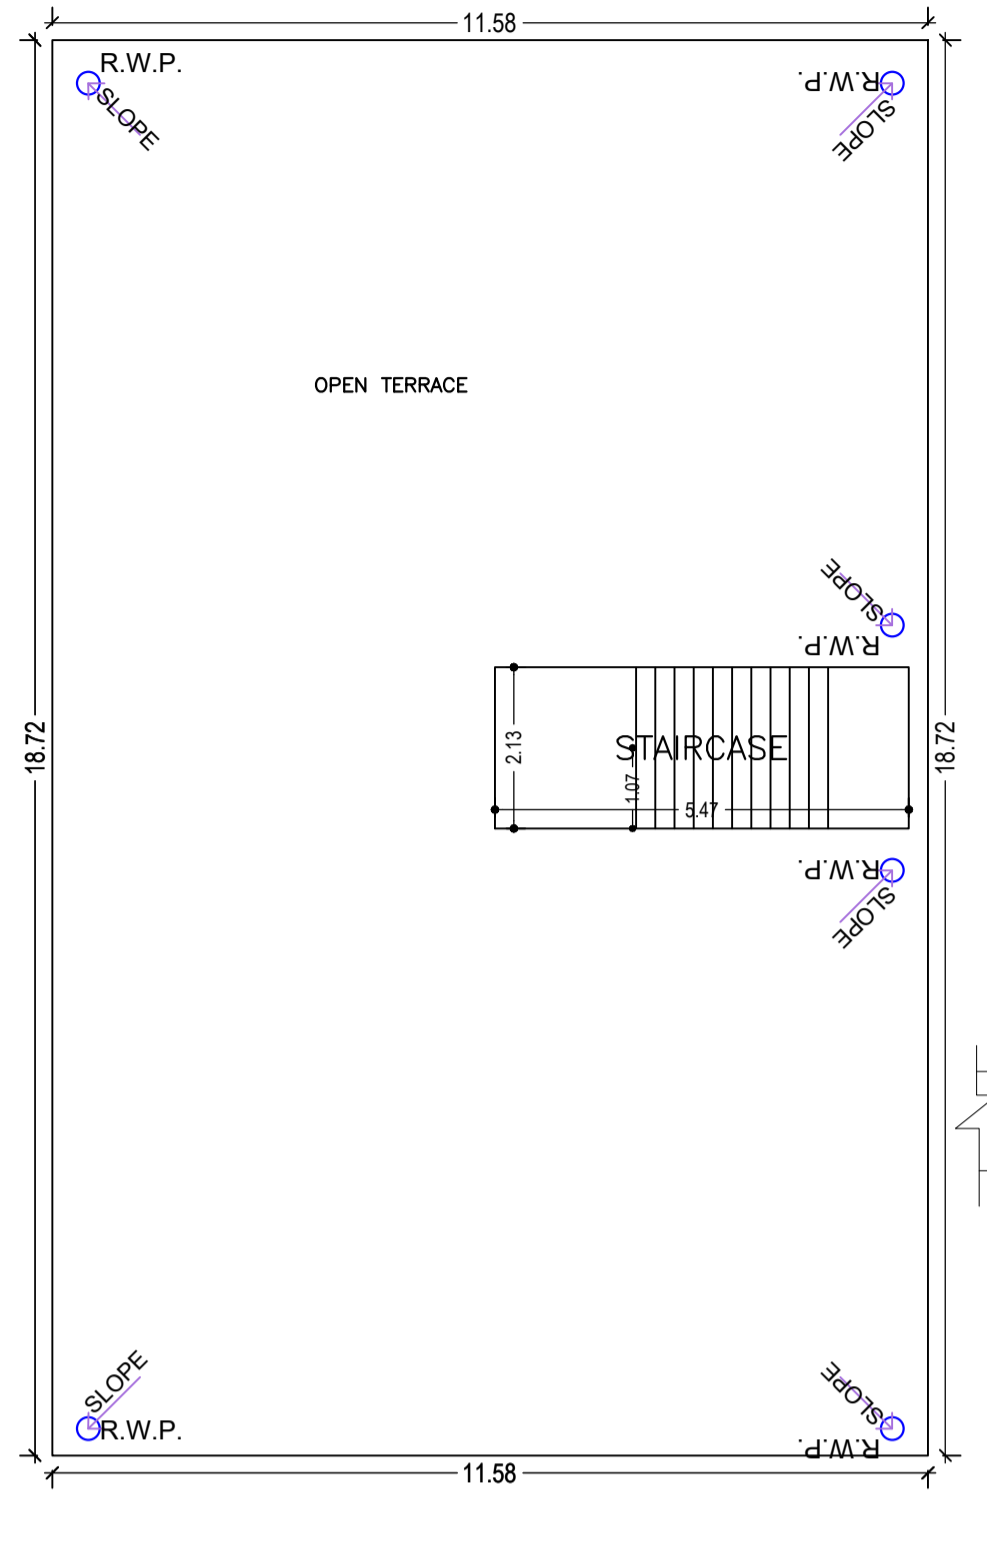 11.58
R.W.P.
R.W.P.
SLOPE
SLOPE
OPEN TERRACE
SLOPE
R.W.P.
18.72
2.13
STAIRCASE
18.72
1.07
5.47
R.W.P.
SLOPE
SLOPE
SLOPE
R.W.P.
R.W.P.
11.58